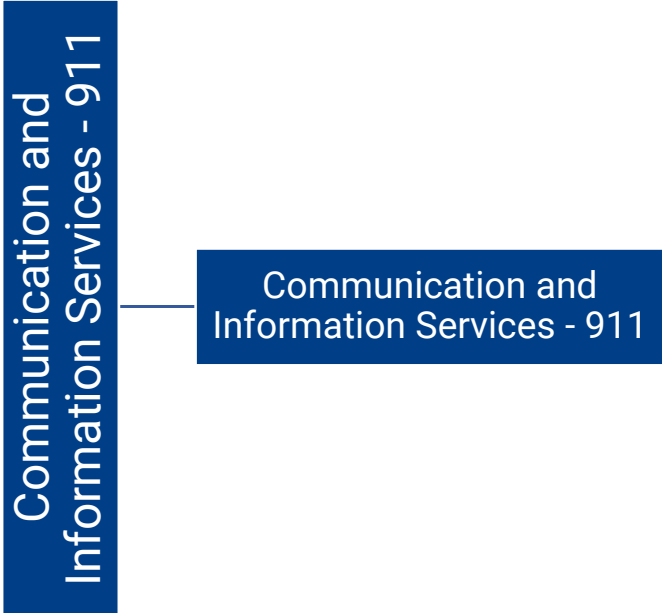 Communication and
Information Services - 911
Communication and
Information Services - 911